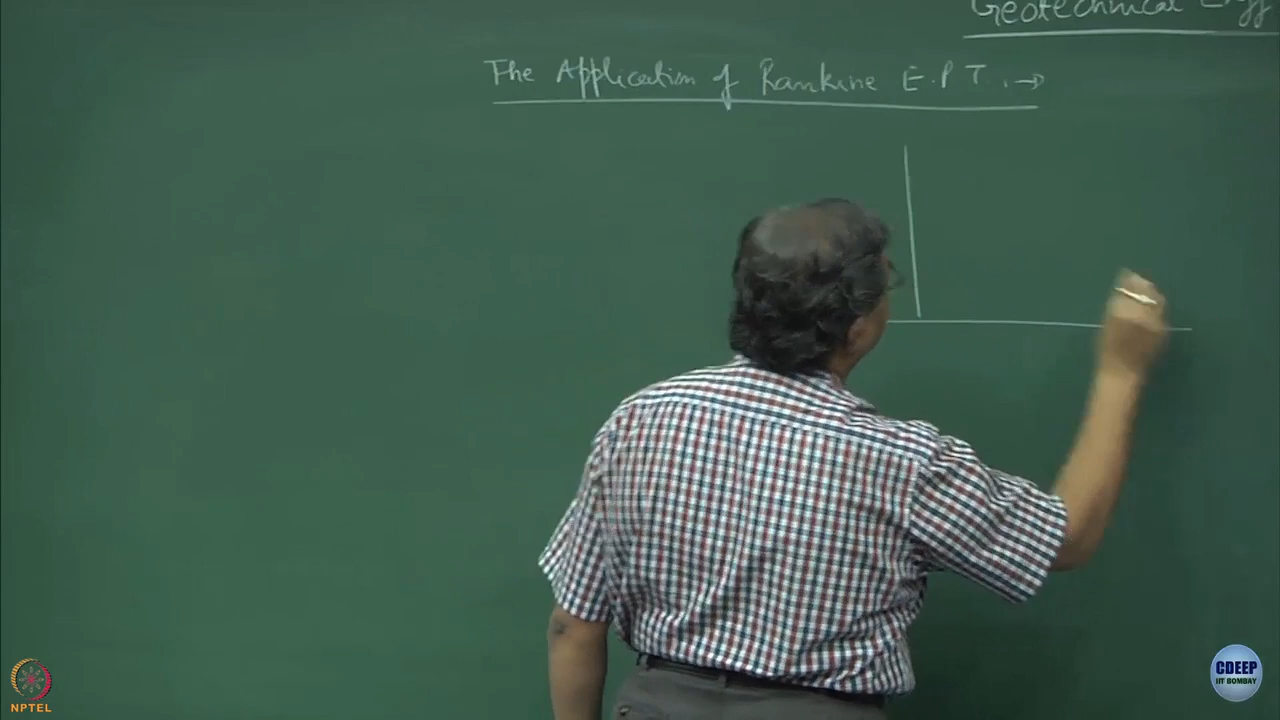 Geotechnical Engg
The Application of Rankine E.P.T. :→
NPTEL
CDEEP
IIT BOMBAY